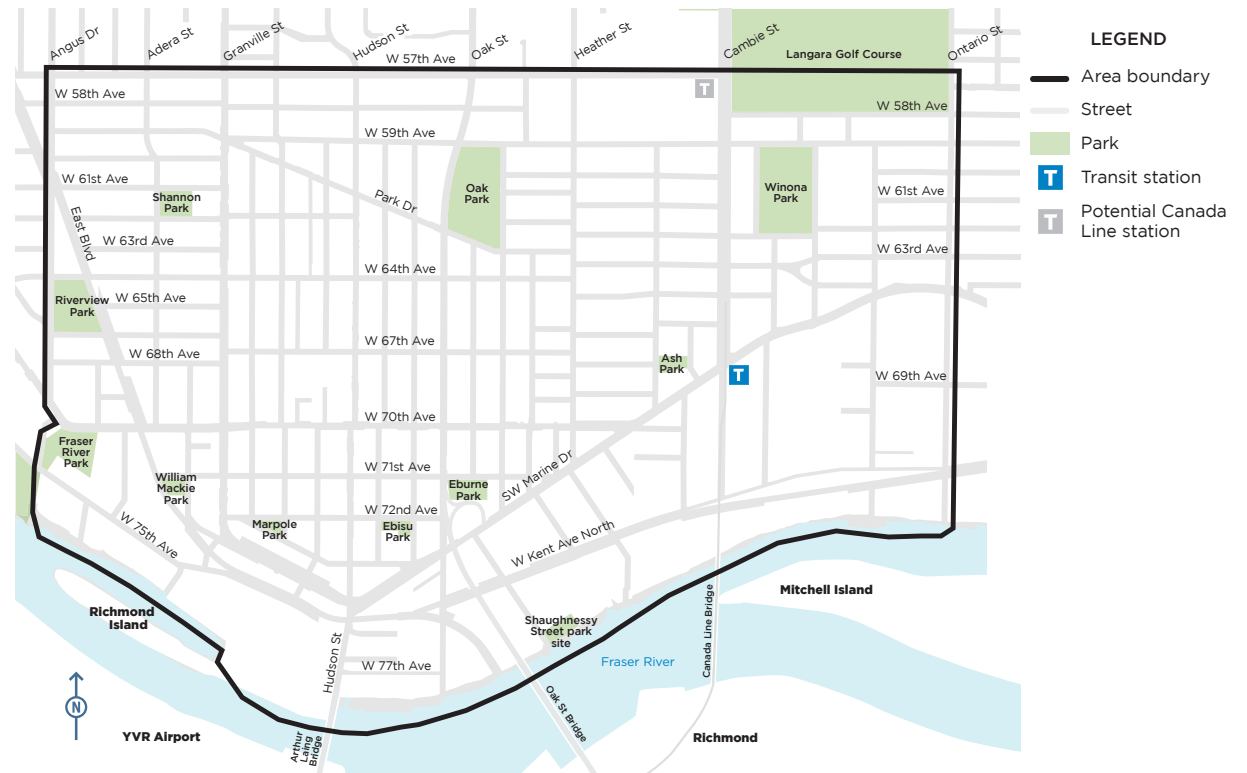 Angus Dr
Adera St
Granville St
Hudson St
Oak St
Heather St
Cambie St
Ontario St
W 57th Ave
Langara Golf Course
T
W 58th Ave
W 58th Ave
W 59th Ave
W 61st Ave
Shannon
Park
Park Dr
Oak
Park
Winona
Park
W 61st Ave
East Blvd
W 63rd Ave
W 63rd Ave
W 64th Ave
Riverview
Park
W 65th Ave
W 67th Ave
W 68th Ave
Ash
Park
T
W 69th Ave
W 70th Ave
Fraser
River
Park
W 71st Ave
SW Marine Dr
William
Mackie
Park
Eburne
Park
W 72nd Ave
W 75th Ave
Marpole
Park
Ebisu
Park
W Kent Ave North
Richmond
Island
Mitchell Island
Shaughnessy
Street park
site
Canada Line Bridge
Hudson St
W 77th Ave
Fraser River
Oak St Bridge
N
YVR Airport
Arthur
Laing
Bridge
Richmond
LEGEND
Area boundary
Street
Park
T
Transit station
T
Potential Canada
Line station